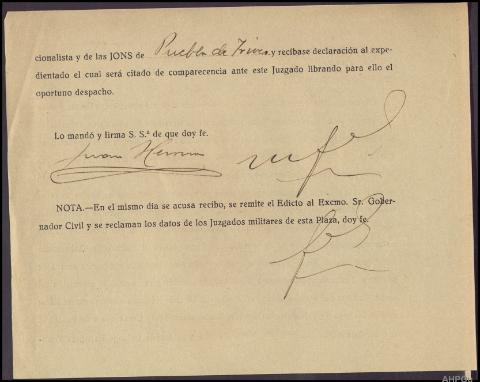 cionalista y de las JONS de Puebla de Trives y recíbase declaración al expe-
dientado el cual será citado de comparecencia ante este Juzgado librando para ello el
oportuno despacho.
Lo mandó y firma S. S.ª de que doy fe.
Juan
NOTA.—En el mismo día se acusa recibo, se remite el Edicto al Excmo. Sr. Gober-
nador Civil y se reclaman los datos de los Juzgados militares de esta Plaza, doy fe.